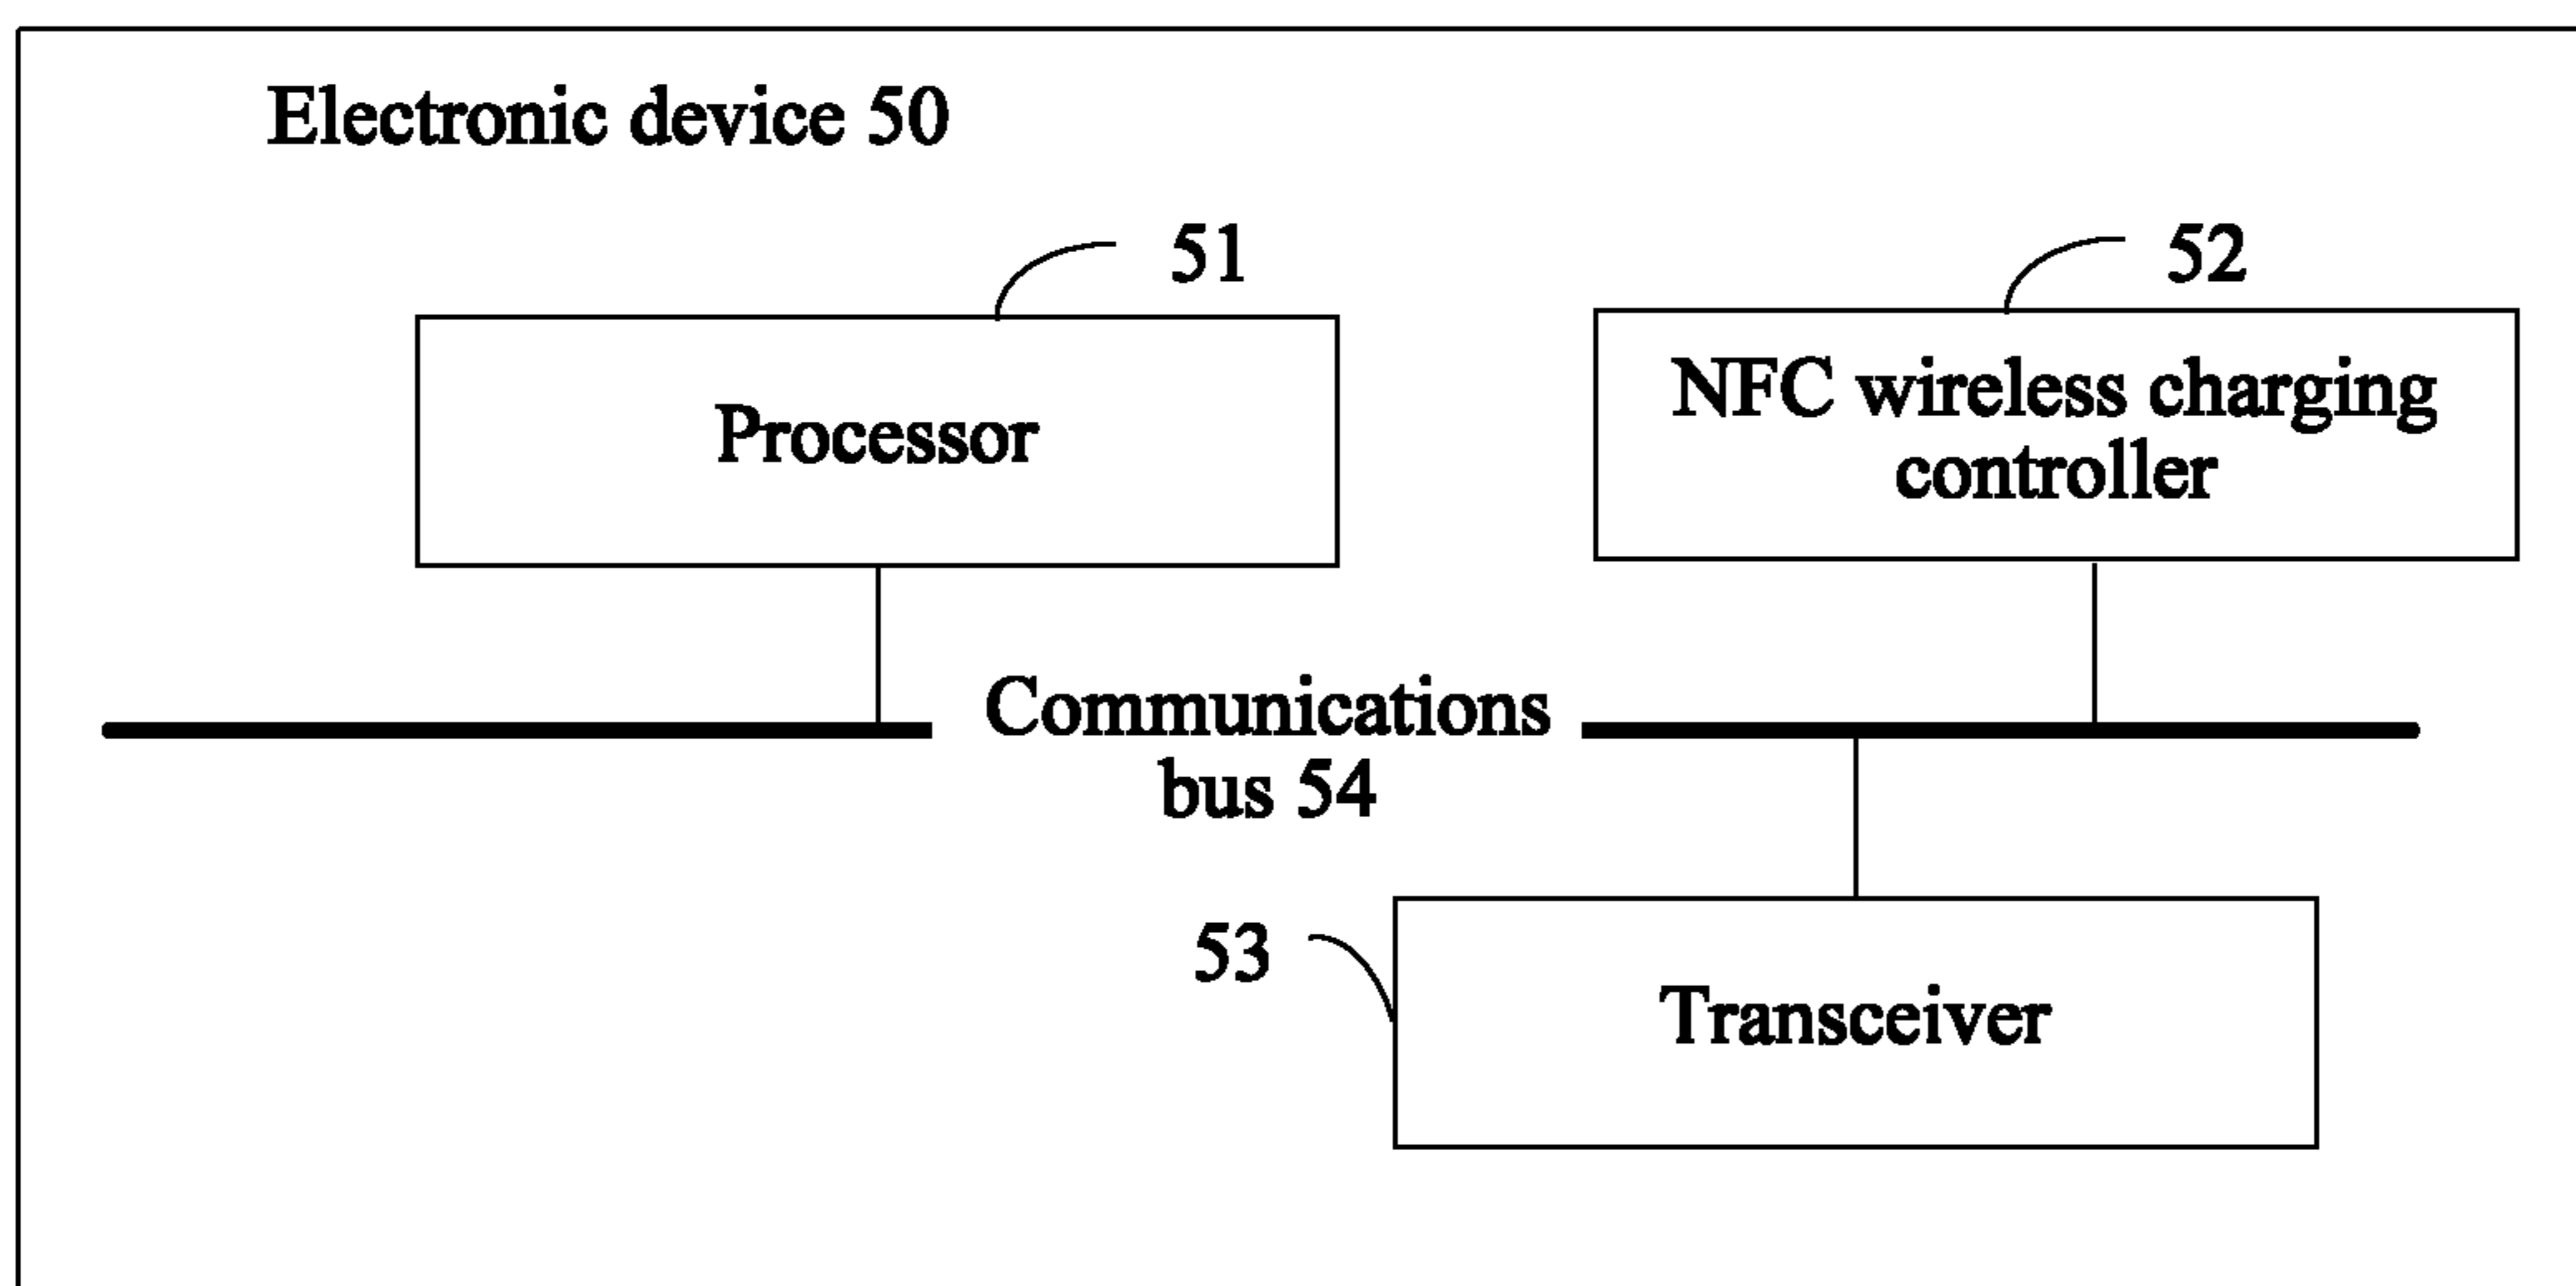 Electronic device 50
51
52
Processor
NFC wireless charging
controller
Communications
bus 54
53
Transceiver